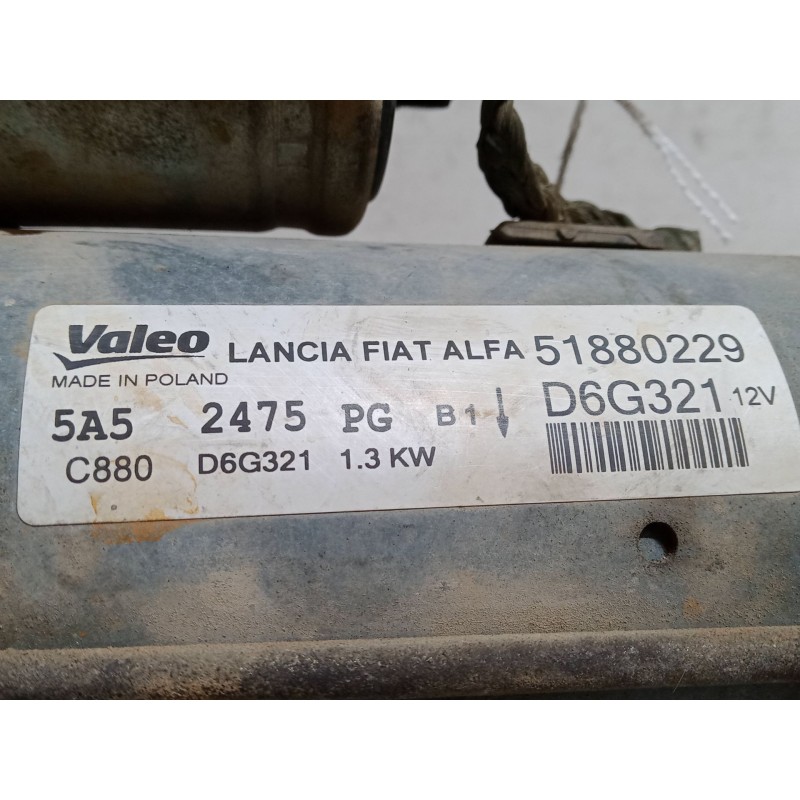 Valeo LANCIA FIAT ALFA 51880229
MADE IN POLAND D6G321 12V
5A5 2475 PG B1
C880 D6G321 1.3 KW